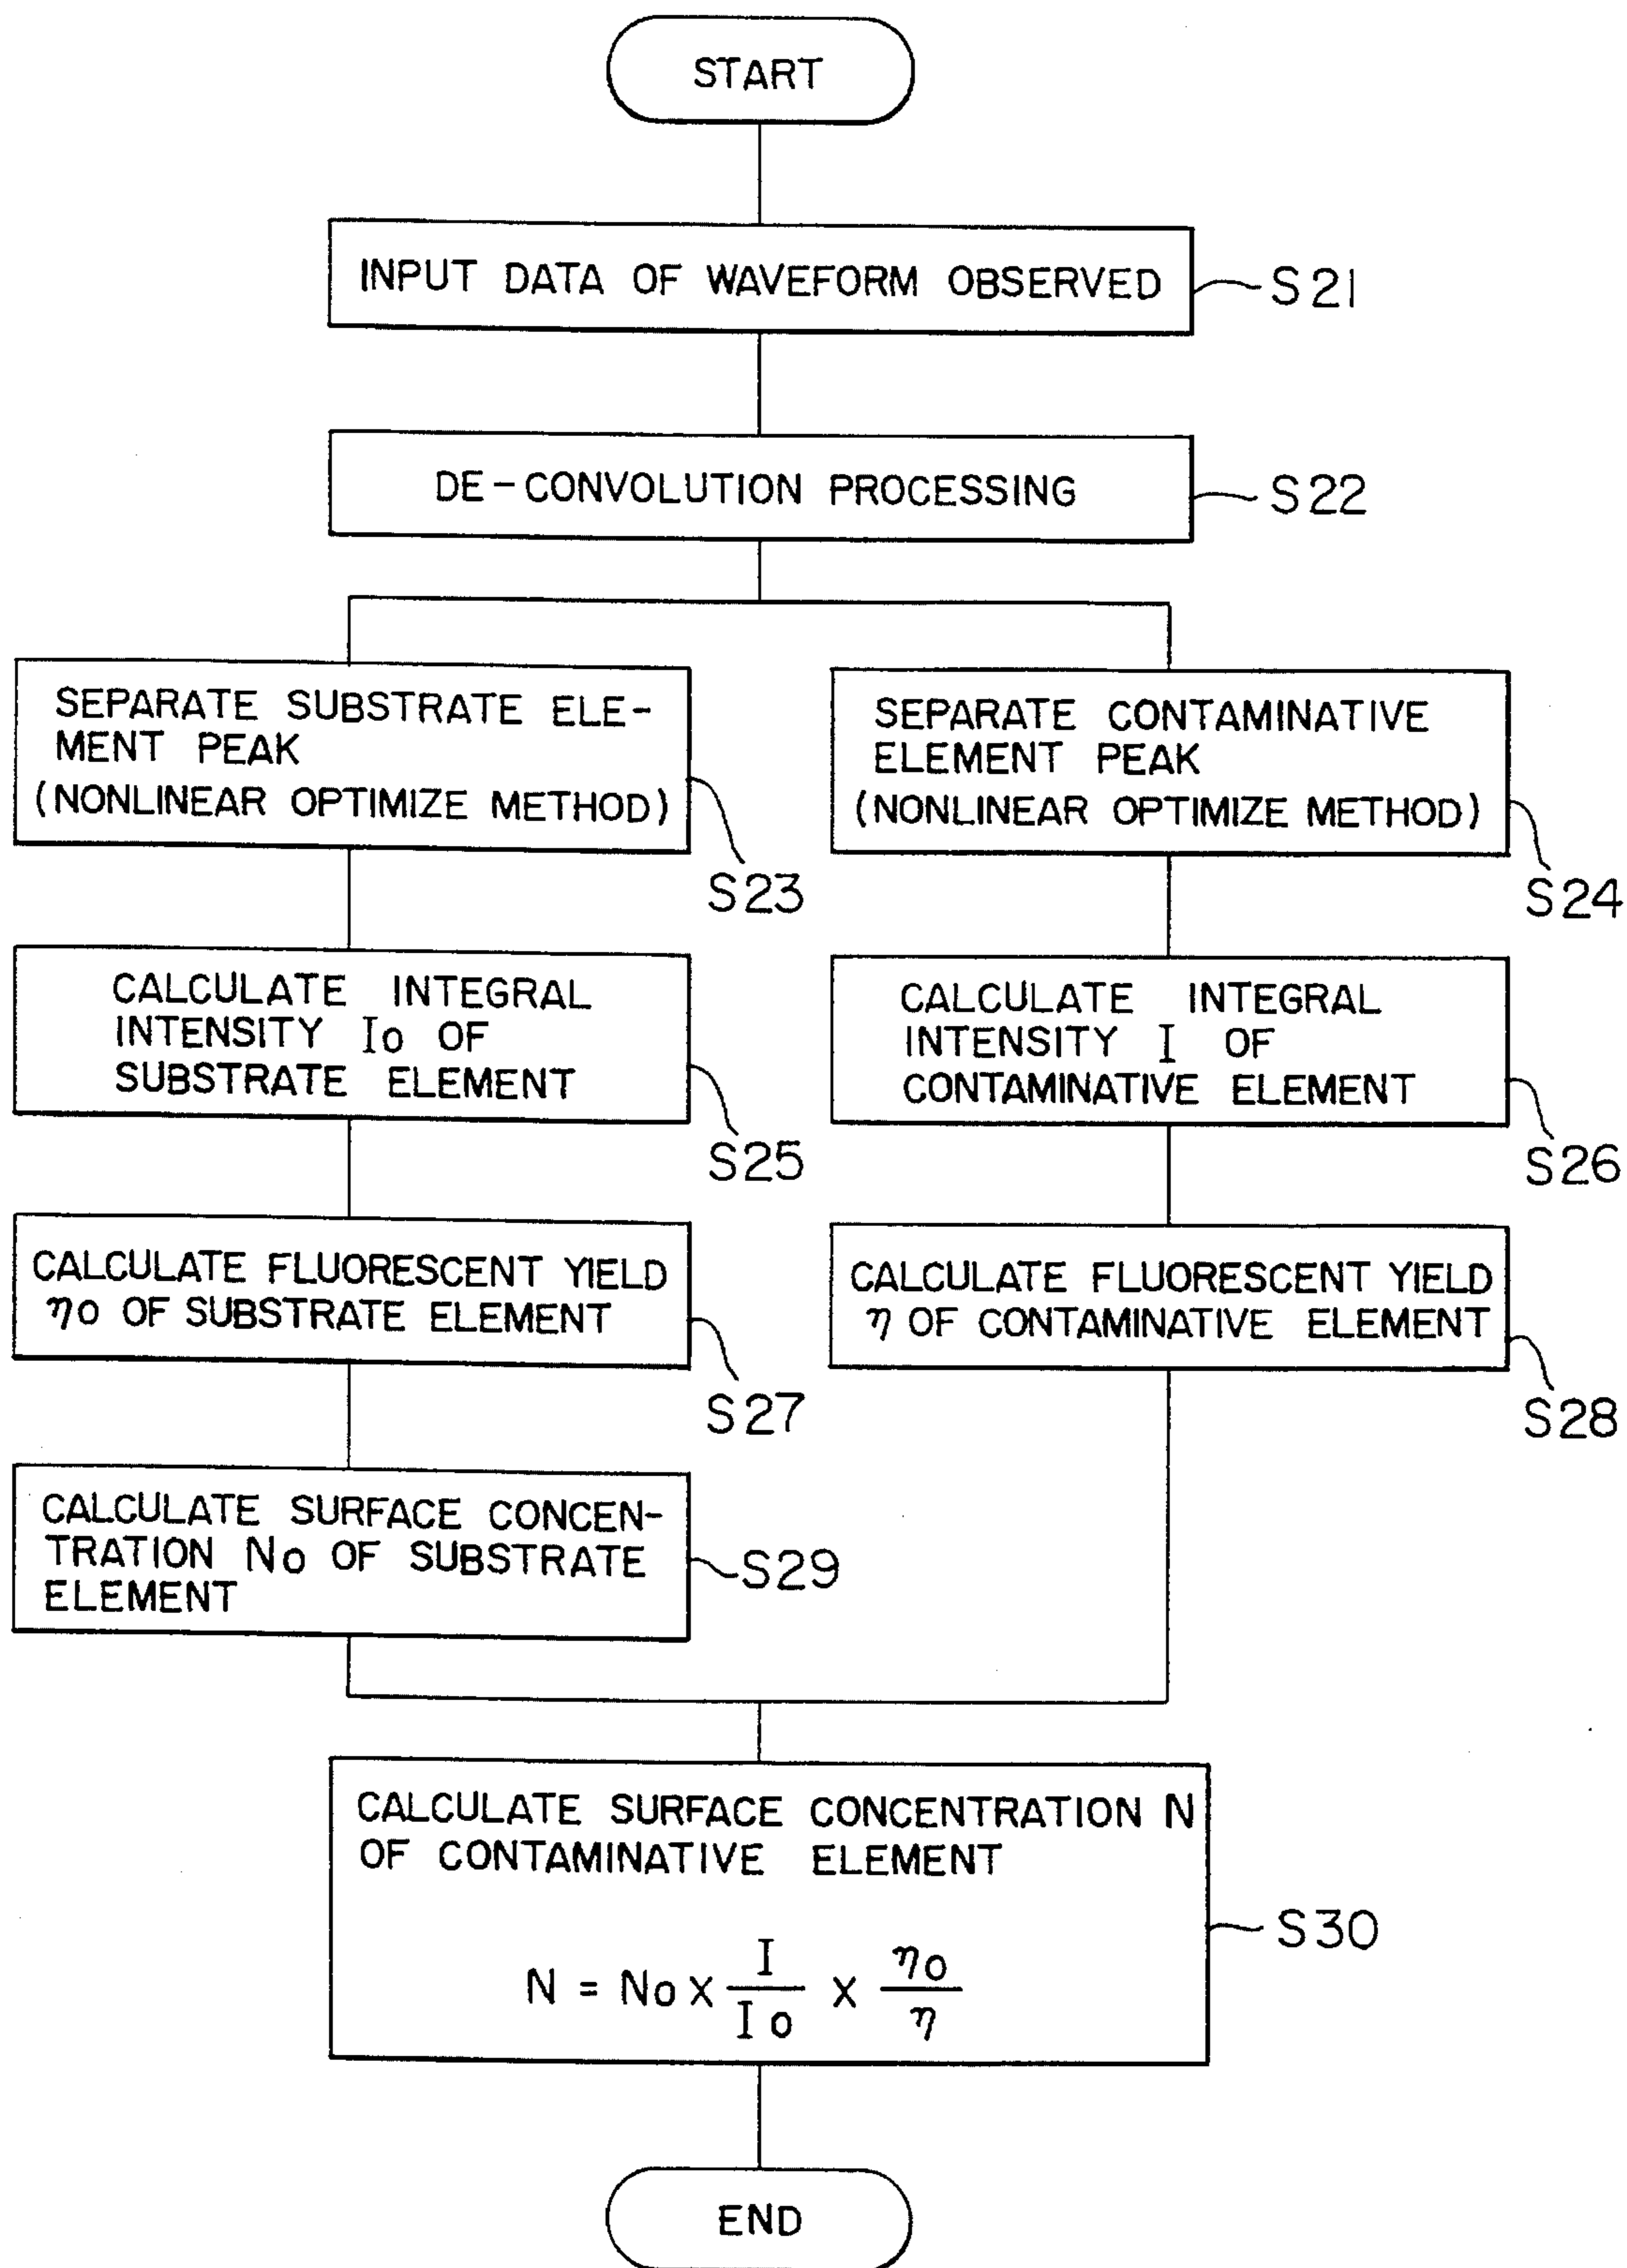 START
INPUT DATA OF WAVEFORM OBSERVED
S21
DE-CONVOLUTION PROCESSING
S22
SEPARATE SUBSTRATE ELE-
MENT PEAK
(NONLINEAR OPTIMIZE METHOD)
S23
SEPARATE CONTAMINATIVE
ELEMENT PEAK
(NONLINEAR OPTIMIZE METHOD)
S24
CALCULATE INTEGRAL
INTENSITY Io OF
SUBSTRATE ELEMENT
S25
CALCULATE INTEGRAL
INTENSITY I OF
CONTAMINATIVE ELEMENT
S26
CALCULATE FLUORESCENT YIELD
ηo OF SUBSTRATE ELEMENT
S27
CALCULATE FLUORESCENT YIELD
η OF CONTAMINATIVE ELEMENT
S28
CALCULATE SURFACE CONCEN-
TRATION No OF SUBSTRATE
ELEMENT
S29
CALCULATE SURFACE CONCENTRATION N
OF CONTAMINATIVE ELEMENT
N = No x I/Io x ηo/η
S30
END